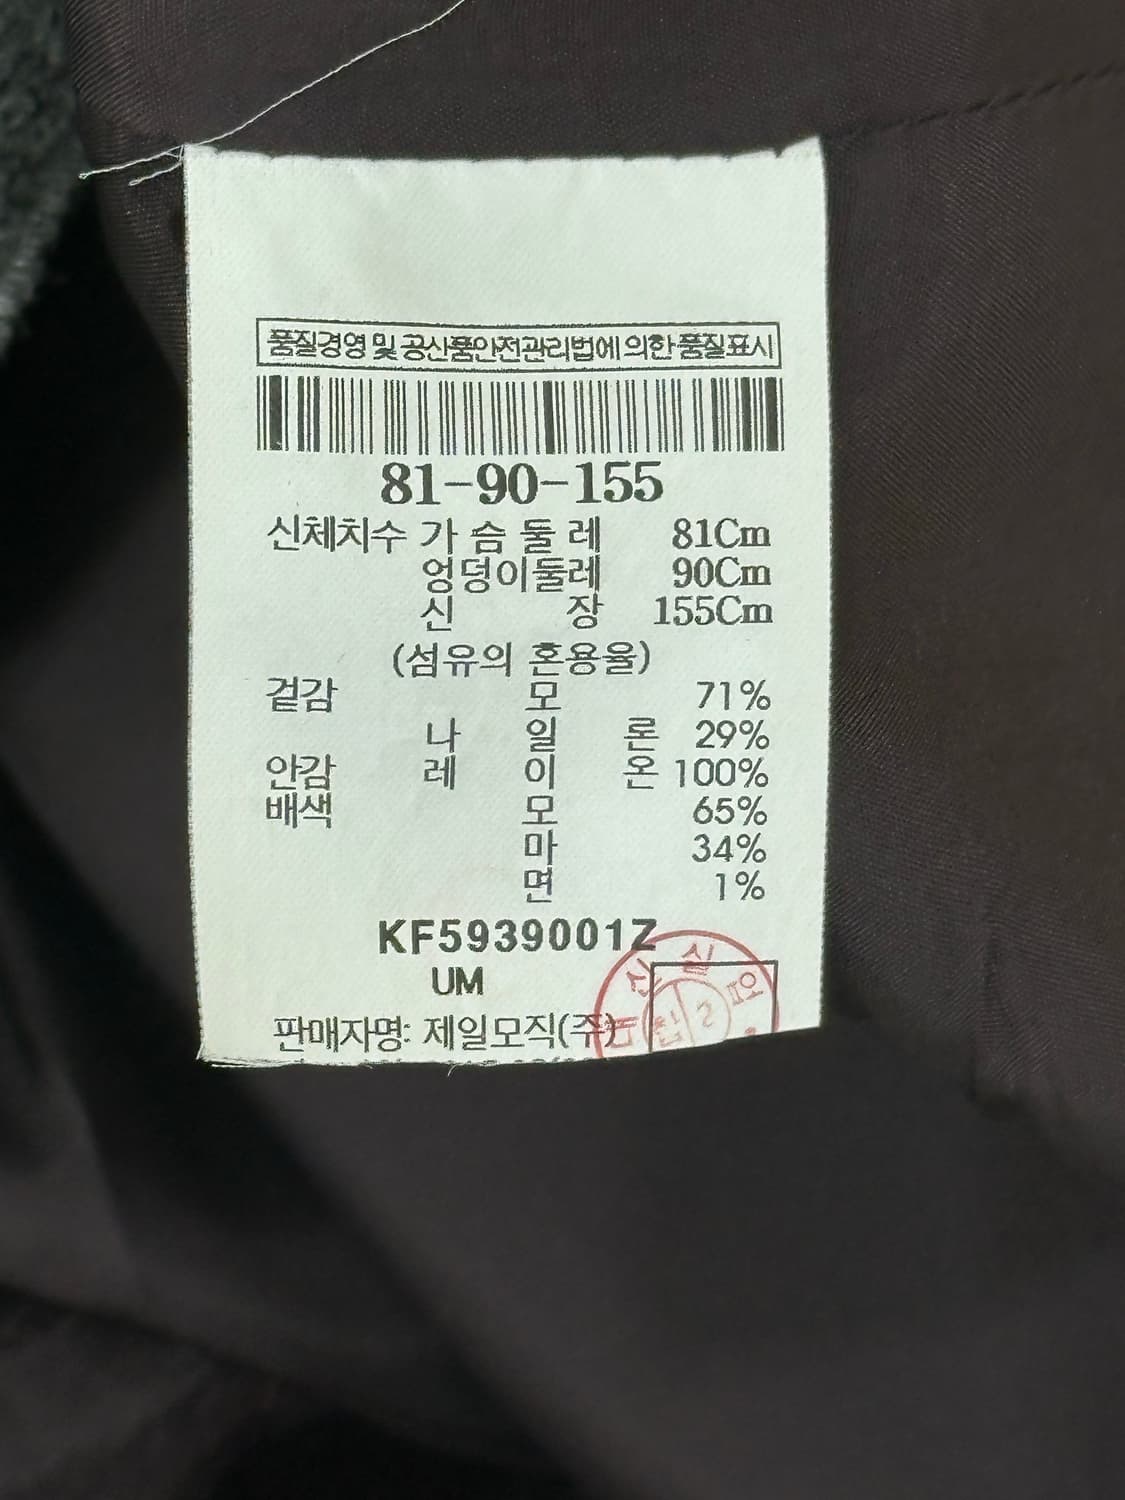 품질경영 및 공산품안전관리법에 의한 품질표시
81-90-155
신체치수 가 슴 둘 레 81Cm
엉덩이둘레 90Cm
신 장 155Cm
(섬유의 혼용율)
겉감 모 71%
나 일 론 29%
안감 레 이 온 100%
배색 모 65%
마 34%
면 1%
KF5939001Z
UM
판매자명: 제일모직(주)